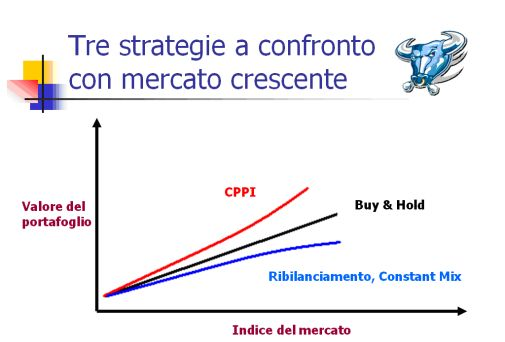 Tre strategie a confronto
con mercato crescente
CPPI
Buy & Hold
Valore del
portafoglio
Ribilanciamento, Constant Mix
Indice del mercato